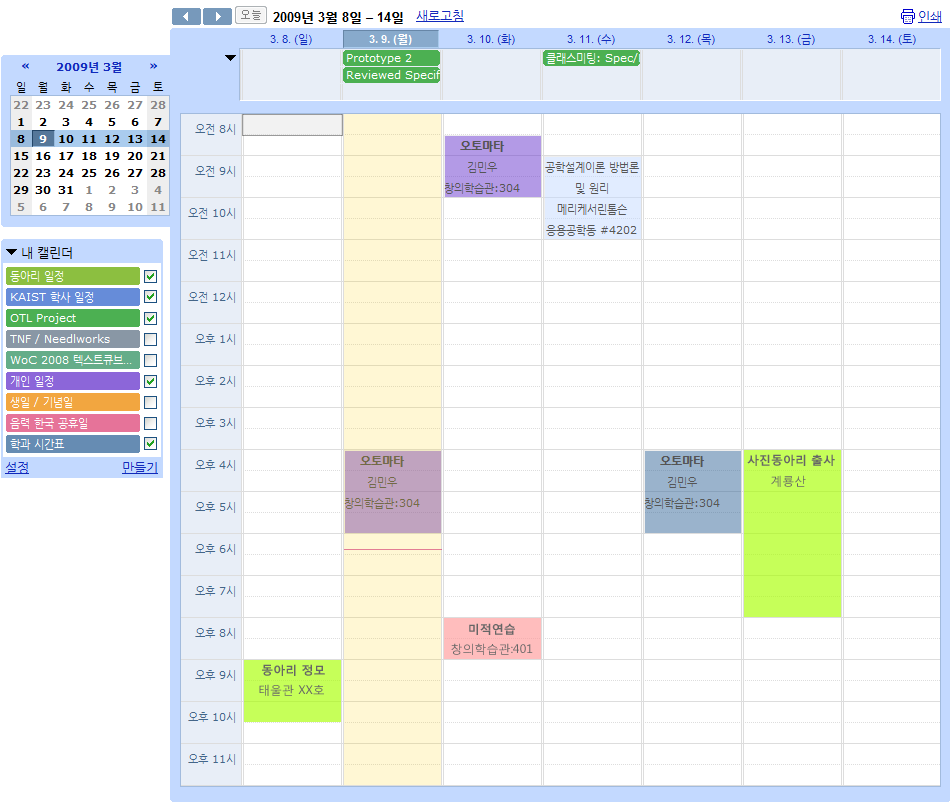 오늘 2009년 3월 8일 – 14일 새로고침 인쇄
« 2009년 3월 »
일 월 화 수 목 금 토
22 23 24 25 26 27 28
1 2 3 4 5 6 7
8 9 10 11 12 13 14
15 16 17 18 19 20 21
22 23 24 25 26 27 28
29 30 31 1 2 3 4
5 6 7 8 9 10 11
내 캘린더
동아리 일정
KAIST 학사 일정
OTL Project
TNF / Needlworks
WoC 2008 텍스트큐브...
개인 일정
생일 / 기념일
음력 한국 공휴일
학과 시간표
설정 만들기
3. 8. (일) 3. 9. (월) 3. 10. (화) 3. 11. (수) 3. 12. (목) 3. 13. (금) 3. 14. (토)
Prototype 2
Reviewed Specif
클래스미팅: Spec/
오전 8시
오전 9시
오전 10시
오전 11시
오전 12시
오후 1시
오후 2시
오후 3시
오후 4시
오후 5시
오후 6시
오후 7시
오후 8시
오후 9시
오후 10시
오후 11시
동아리 정모
태울관 XX호
오토마타
김민우
창의학습관:304
오토마타
김민우
창의학습관:304
미적연습
창의학습관:401
공학설계이론 방법론
및 원리
메리케서린톰슨
응용공학동 #4202
오토마타
김민우
창의학습관:304
사진동아리 출사
계룡산